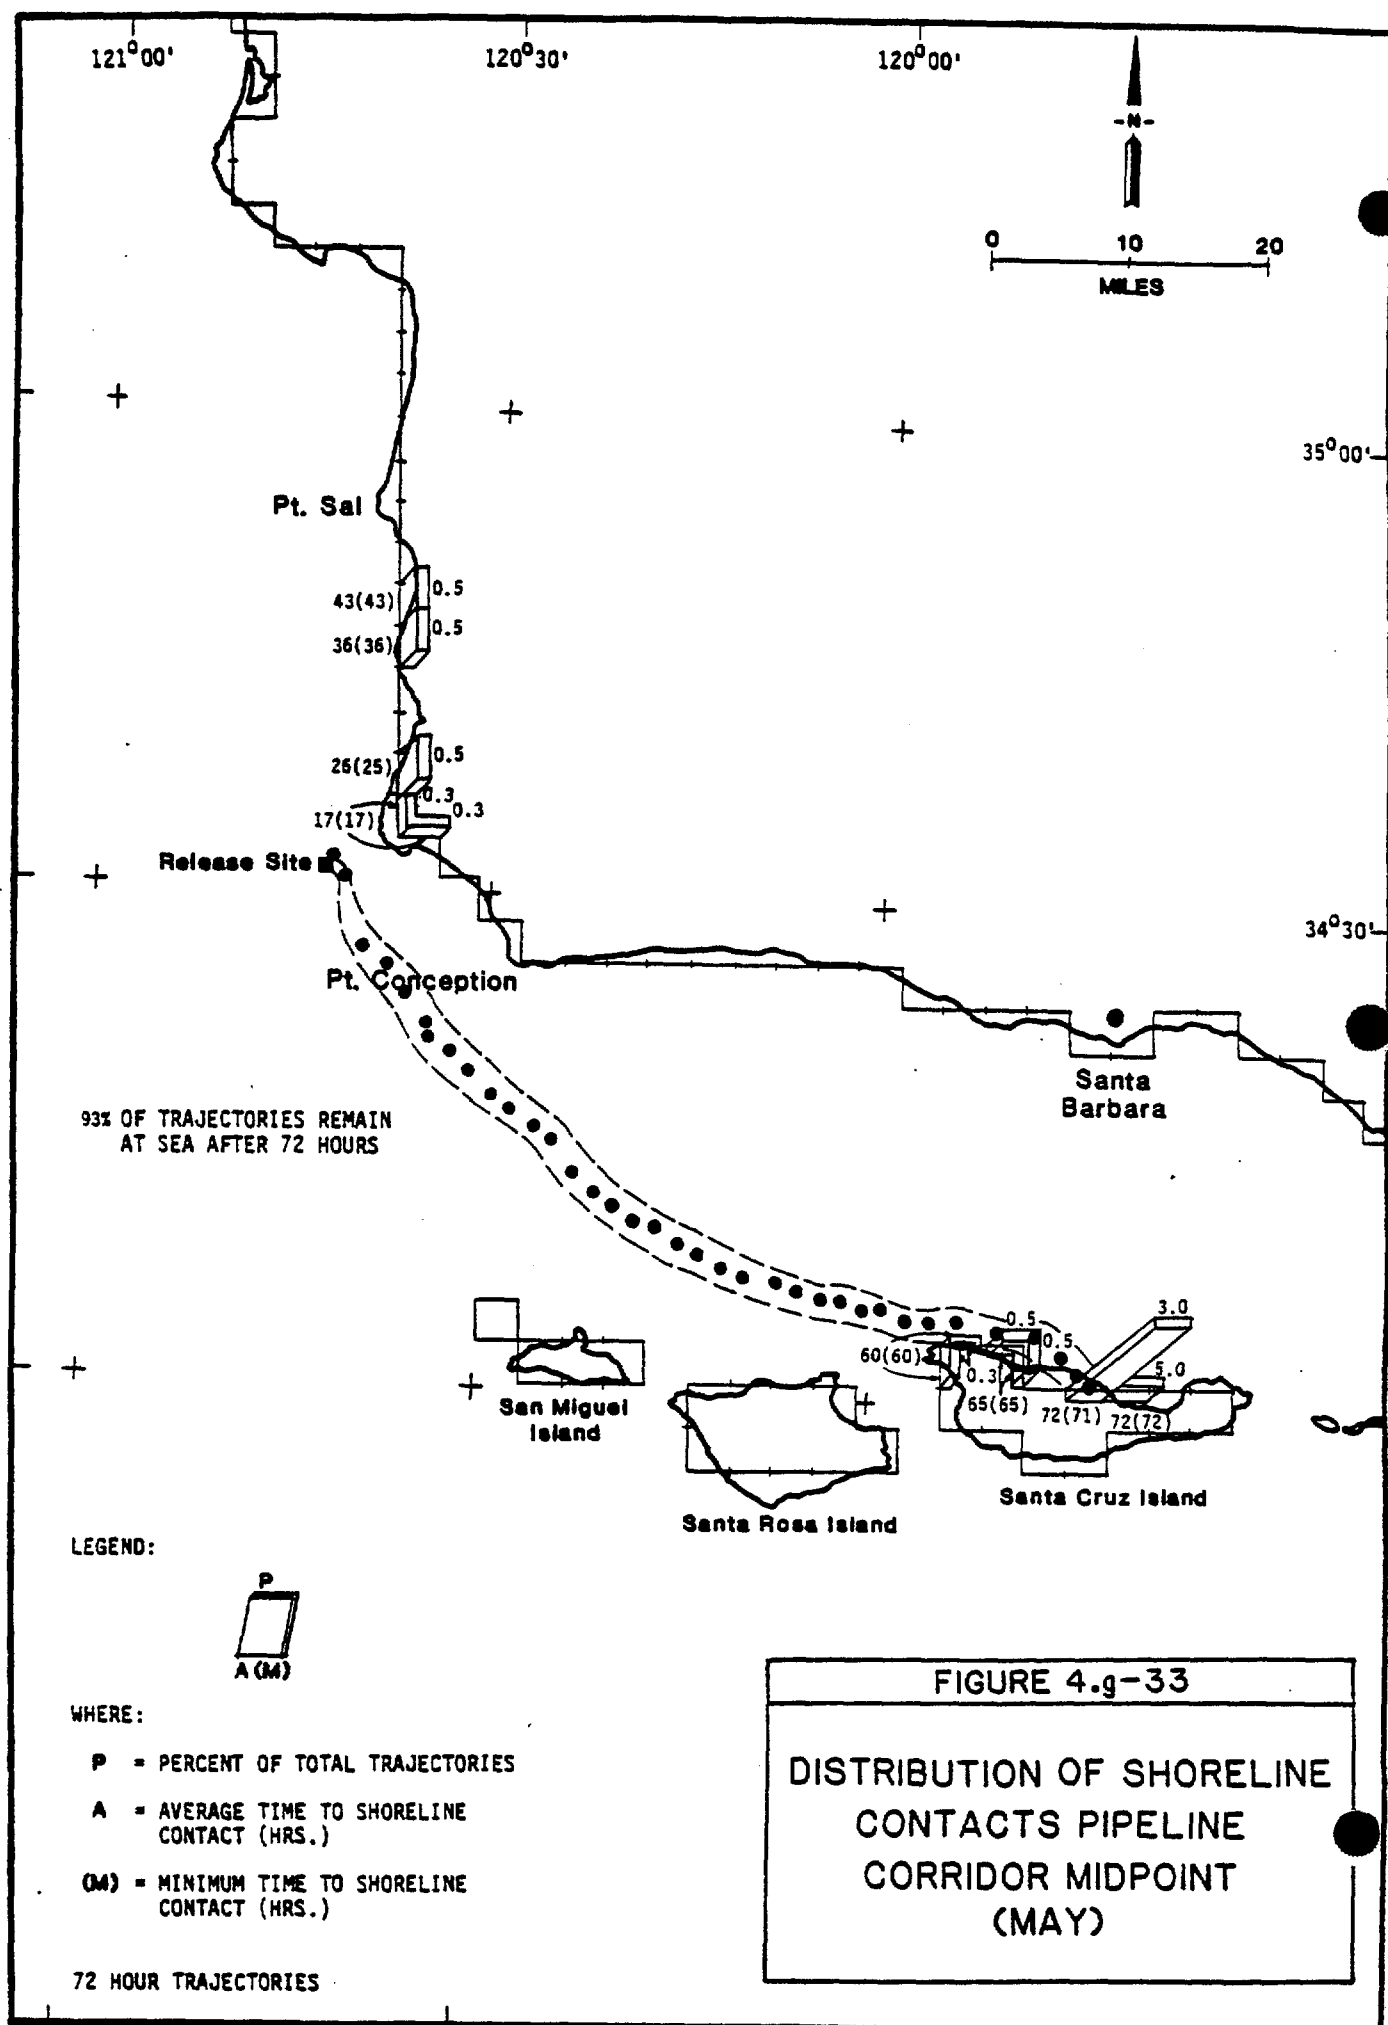 121°00'
120°30'
120°00'
-N-
0 10 20
MILES
35°00'
Pt. Sal
43(43)
0.5
0.5
36(36)
26(25)
0.5
0.3
0.3
17(17)
Release Site
34°30'
Pt. Conception
Santa
Barbara
93% OF TRAJECTORIES REMAIN
AT SEA AFTER 72 HOURS
3.0
0.5
0.5
60(60)
0.3
5.0
65(65)
72(71)
72(72)
San Miguel
Island
Santa Cruz Island
Santa Rosa Island
LEGEND:
P
A (M)
WHERE:
P = PERCENT OF TOTAL TRAJECTORIES
A = AVERAGE TIME TO SHORELINE
CONTACT (HRS.)
(M) = MINIMUM TIME TO SHORELINE
CONTACT (HRS.)
72 HOUR TRAJECTORIES
FIGURE 4.g-33
DISTRIBUTION OF SHORELINE
CONTACTS PIPELINE
CORRIDOR MIDPOINT
(MAY)